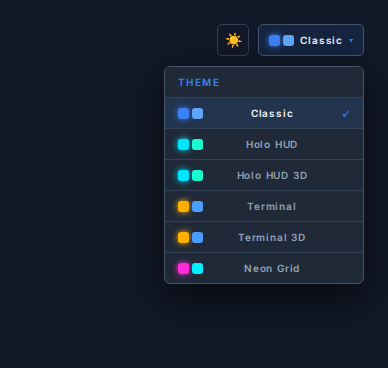 Classic
THEME
Classic
Holo HUD
Holo HUD 3D
Terminal
Terminal 3D
Neon Grid